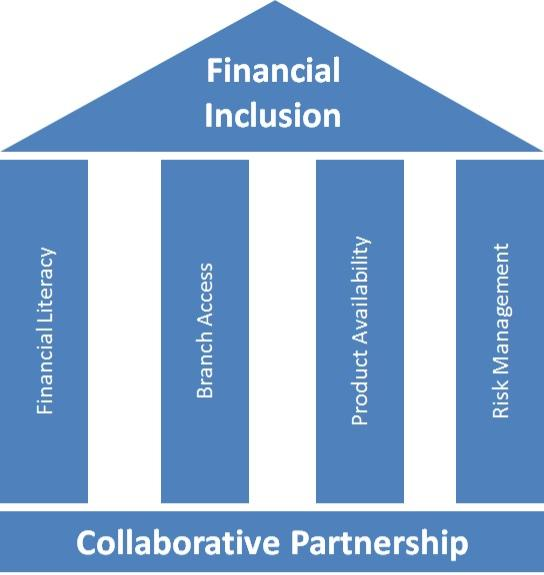 Financial
Inclusion
Financial Literacy
Branch Access
Product Availability
Risk Management
Collaborative Partnership